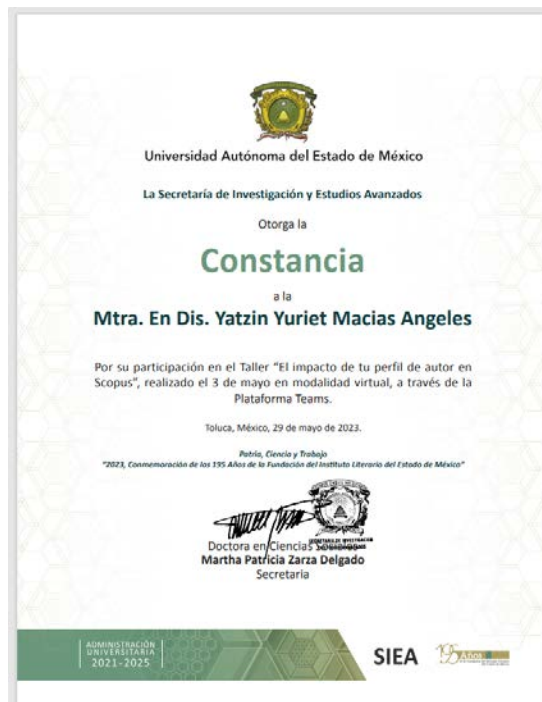 Universidad Autónoma del Estado de México
La Secretaría de Investigación y Estudios Avanzados
Otorga la
Constancia
a la
Mtra. En Dis. Yatzin Yuriet Macias Angeles
Por su participación en el Taller “El impacto de tu perfil de autor en
Scopus”, realizado el 3 de mayo en modalidad virtual, a través de la
Plataforma Teams.
Toluca, México, 29 de mayo de 2023.
Patria, Ciencia y Trabajo
“2023, Conmemoración de los 195 Años de la Fundación del Instituto Literario del Estado de México”
Doctora en Ciencias
Martha Patricia Zarza Delgado
Secretaria
ADMINISTRACIÓN
UNIVERSITARIA
2021-2025
SIEA
195 Años